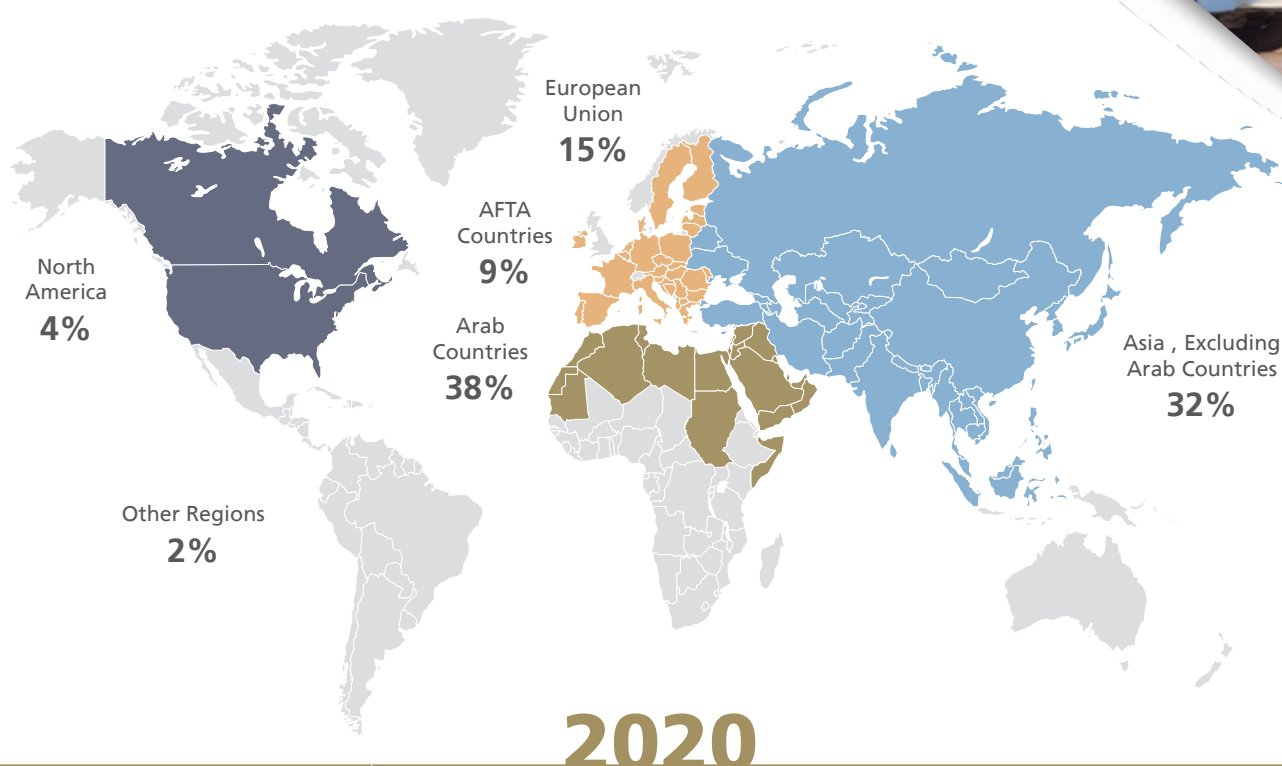 European
Union
15%
AFTA
Countries
9%
North
America
4%
Arab
Countries
38%
Asia , Excluding
Arab Countries
32%
Other Regions
2%
2020